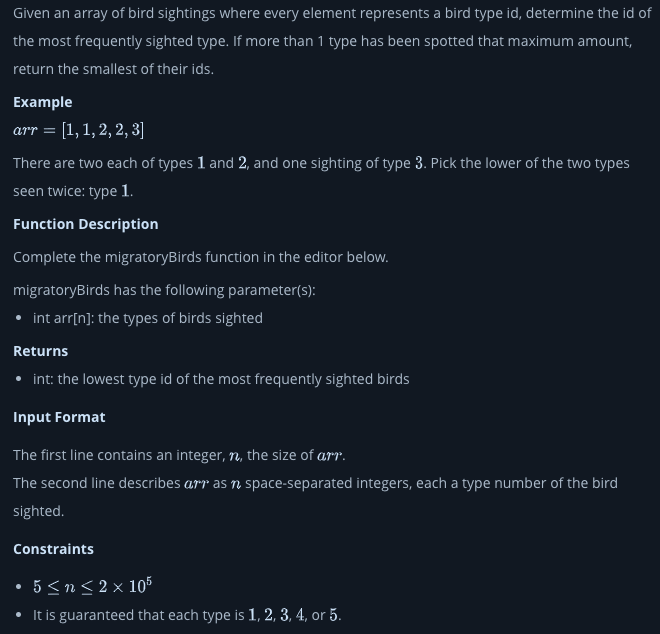 Given an array of bird sightings where every element represents a bird type id, determine the id of
the most frequently sighted type. If more than 1 type has been spotted that maximum amount,
return the smallest of their ids.
Example
arr = [1, 1, 2, 2, 3]
There are two each of types 1 and 2, and one sighting of type 3. Pick the lower of the two types
seen twice: type 1.
Function Description
Complete the migratoryBirds function in the editor below.
migratoryBirds has the following parameter(s):
• int arr[n]: the types of birds sighted
Returns
• int: the lowest type id of the most frequently sighted birds
Input Format
The first line contains an integer, n, the size of arr.
The second line describes arr as n space-separated integers, each a type number of the bird
sighted.
Constraints
• 5 ≤ n ≤ 2 × 10⁵
• It is guaranteed that each type is 1, 2, 3, 4, or 5.